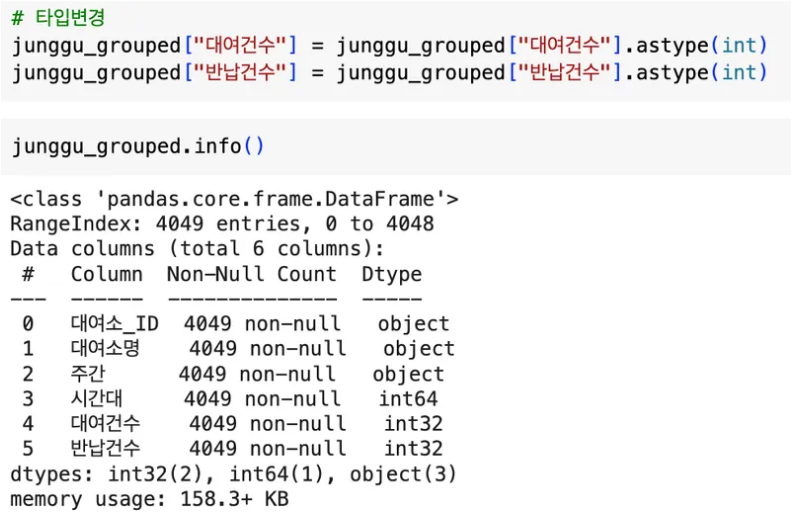 # 타입변경
junggu_grouped["대여건수"] = junggu_grouped["대여건수"].astype(int)
junggu_grouped["반납건수"] = junggu_grouped["반납건수"].astype(int)
junggu_grouped.info()
<class 'pandas.core.frame.DataFrame'>
RangeIndex: 4049 entries, 0 to 4048
Data columns (total 6 columns):
#   Column  Non-Null Count  Dtype
---  ------  --------------  -----
0   대여소_ID  4049 non-null   object
1   대여소명    4049 non-null   object
2   주간      4049 non-null   object
3   시간대     4049 non-null   int64
4   대여건수    4049 non-null   int32
5   반납건수    4049 non-null   int32
dtypes: int32(2), int64(1), object(3)
memory usage: 158.3+ KB